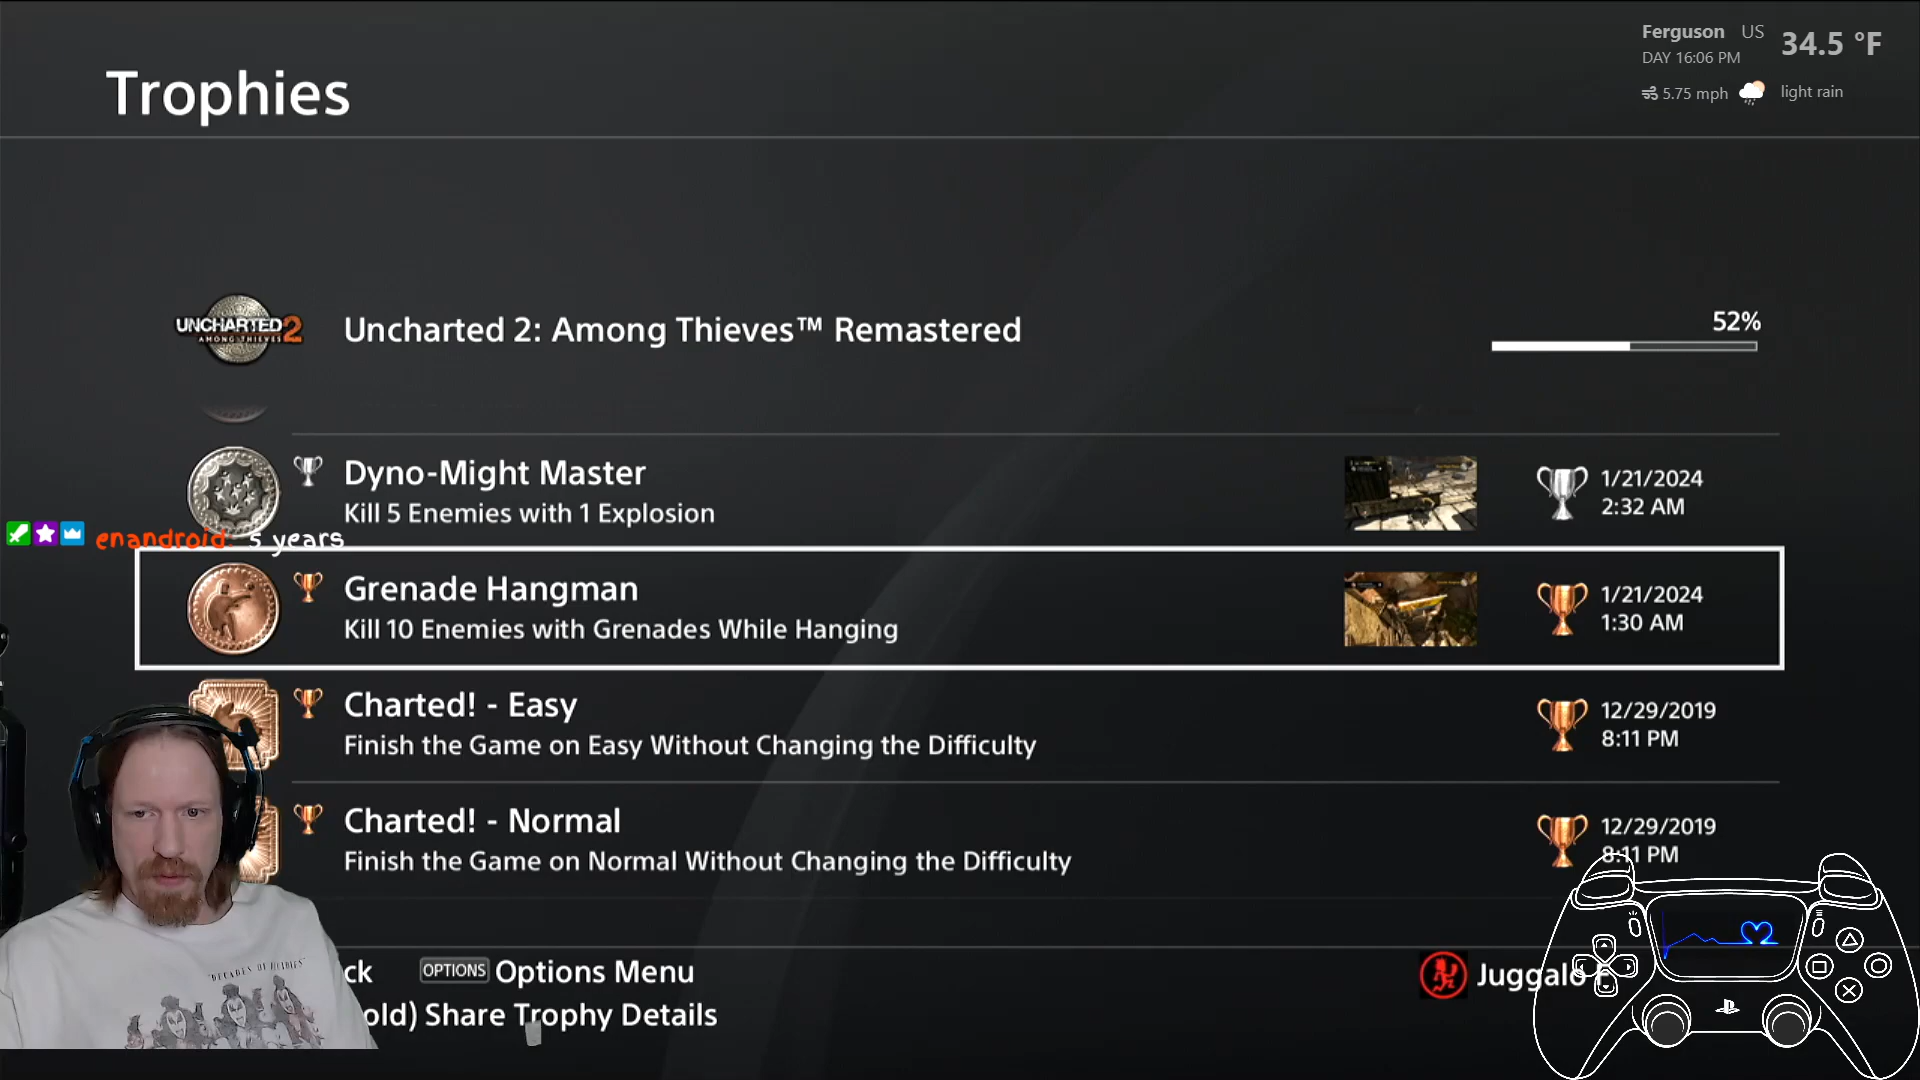 Ferguson US
34.5 °F
DAY 16:06 PM
5.75 mph
light rain
Trophies
UNCHARTED 2
AMONG THIEVES
Uncharted 2: Among Thieves™ Remastered
52%
Dyno-Might Master
Kill 5 Enemies with 1 Explosion
1/21/2024
2:32 AM
enandroid: 5 years
Grenade Hangman
Kill 10 Enemies with Grenades While Hanging
1/21/2024
1:30 AM
Charted! - Easy
Finish the Game on Easy Without Changing the Difficulty
12/29/2019
8:11 PM
Charted! - Normal
Finish the Game on Normal Without Changing the Difficulty
12/29/2019
8:11 PM
ck
OPTIONS Options Menu
old) Share Trophy Details
Juggalo